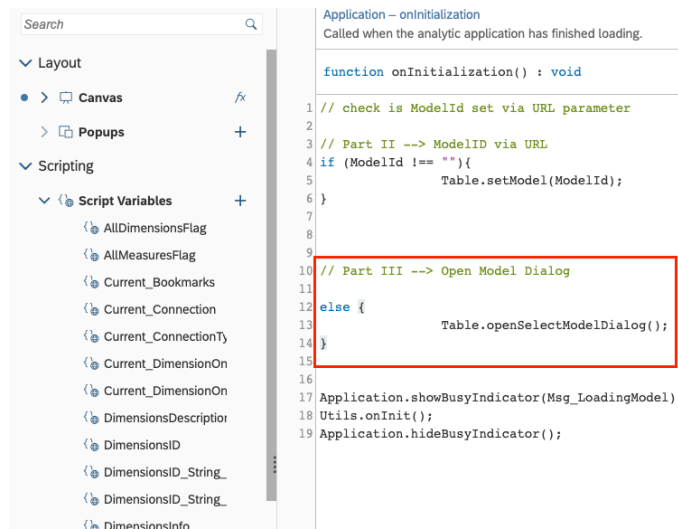 Search
Layout
Canvas
fx
Popups
Scripting
Script Variables
AllDimensionsFlag
AllMeasuresFlag
Current_Bookmarks
Current_Connection
Current_ConnectionTy
Current_DimensionOn
Current_DimensionOn
DimensionsDescription
DimensionsID
DimensionsID_String_
DimensionsID_String_
DimensionsInfo
Application – onInitialization
Called when the analytic application has finished loading.
function onInitialization() : void
1 // check is ModelId set via URL parameter
2
3 // Part II --> ModelID via URL
4 if (ModelId !== ""){
5 Table.setModel(ModelId);
6 }
7
8
9
10 // Part III --> Open Model Dialog
11
12 else {
13 Table.openSelectModelDialog();
14 }
15
16
17 Application.showBusyIndicator(Msg_LoadingModel)
18 Utils.onInit();
19 Application.hideBusyIndicator();